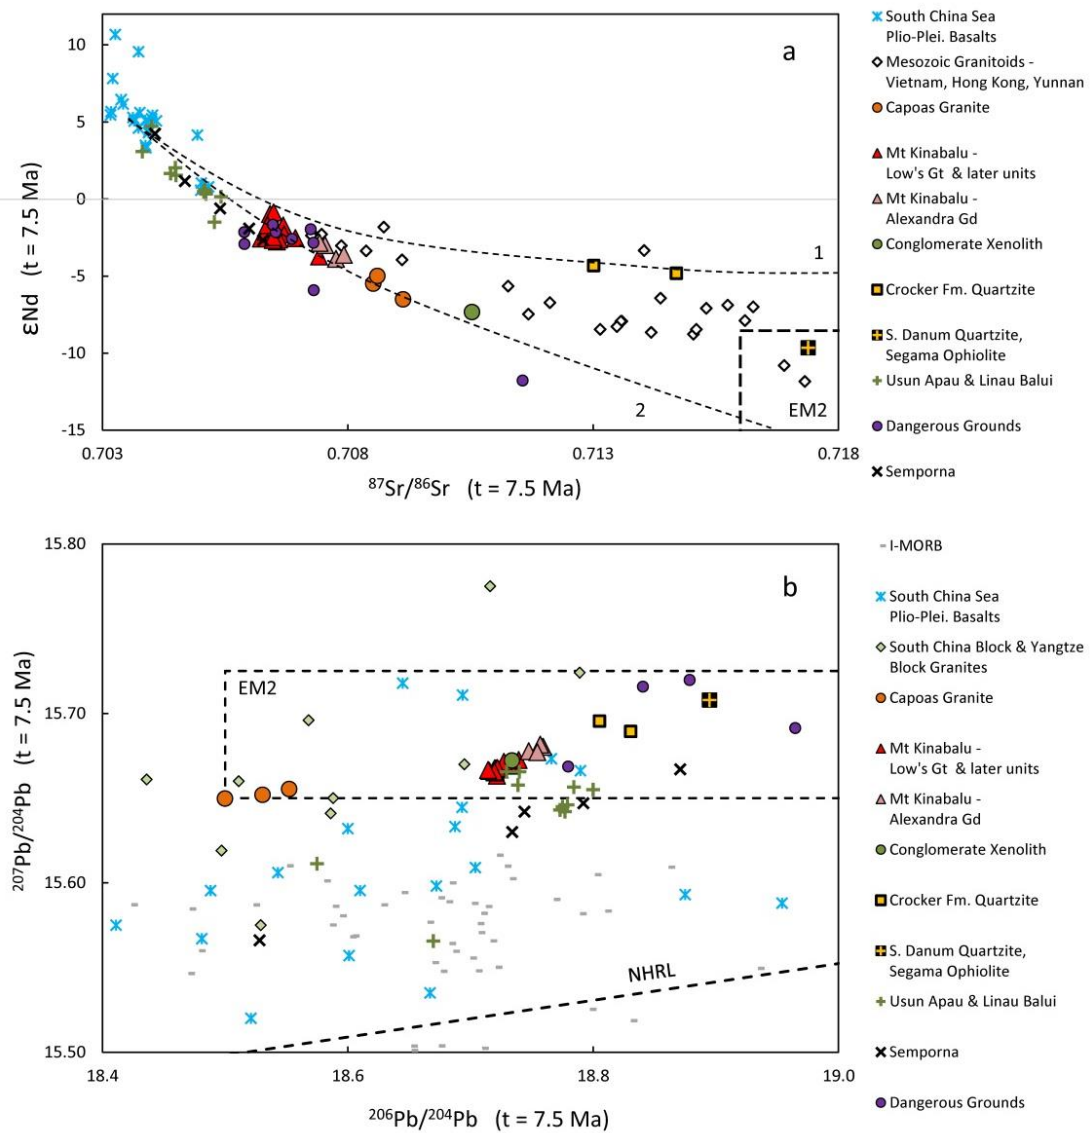 a
10
5
0
-5
-10
-15
εNd (t = 7.5 Ma)
1
2
EM2
0.703
0.708
0.713
0.718
⁸⁷Sr/⁸⁶Sr (t = 7.5 Ma)
South China Sea
Plio-Plei. Basalts
Mesozoic Granitoids -
Vietnam, Hong Kong, Yunnan
Capoas Granite
Mt Kinabalu -
Low's Gt & later units
Mt Kinabalu -
Alexandra Gd
Conglomerate Xenolith
Crocker Fm. Quartzite
S. Danum Quartzite,
Segama Ophiolite
Usun Apau & Linau Balui
Dangerous Grounds
Semporna
b
15.80
15.70
15.60
15.50
²⁰⁷Pb/²⁰⁴Pb (t = 7.5 Ma)
EM2
NHRL
18.4
18.6
18.8
19.0
²⁰⁶Pb/²⁰⁴Pb (t = 7.5 Ma)
I-MORB
South China Sea
Plio-Plei. Basalts
South China Block & Yangtze
Block Granites
Capoas Granite
Mt Kinabalu -
Low's Gt & later units
Mt Kinabalu -
Alexandra Gd
Conglomerate Xenolith
Crocker Fm. Quartzite
S. Danum Quartzite,
Segama Ophiolite
Usun Apau & Linau Balui
Semporna
Dangerous Grounds